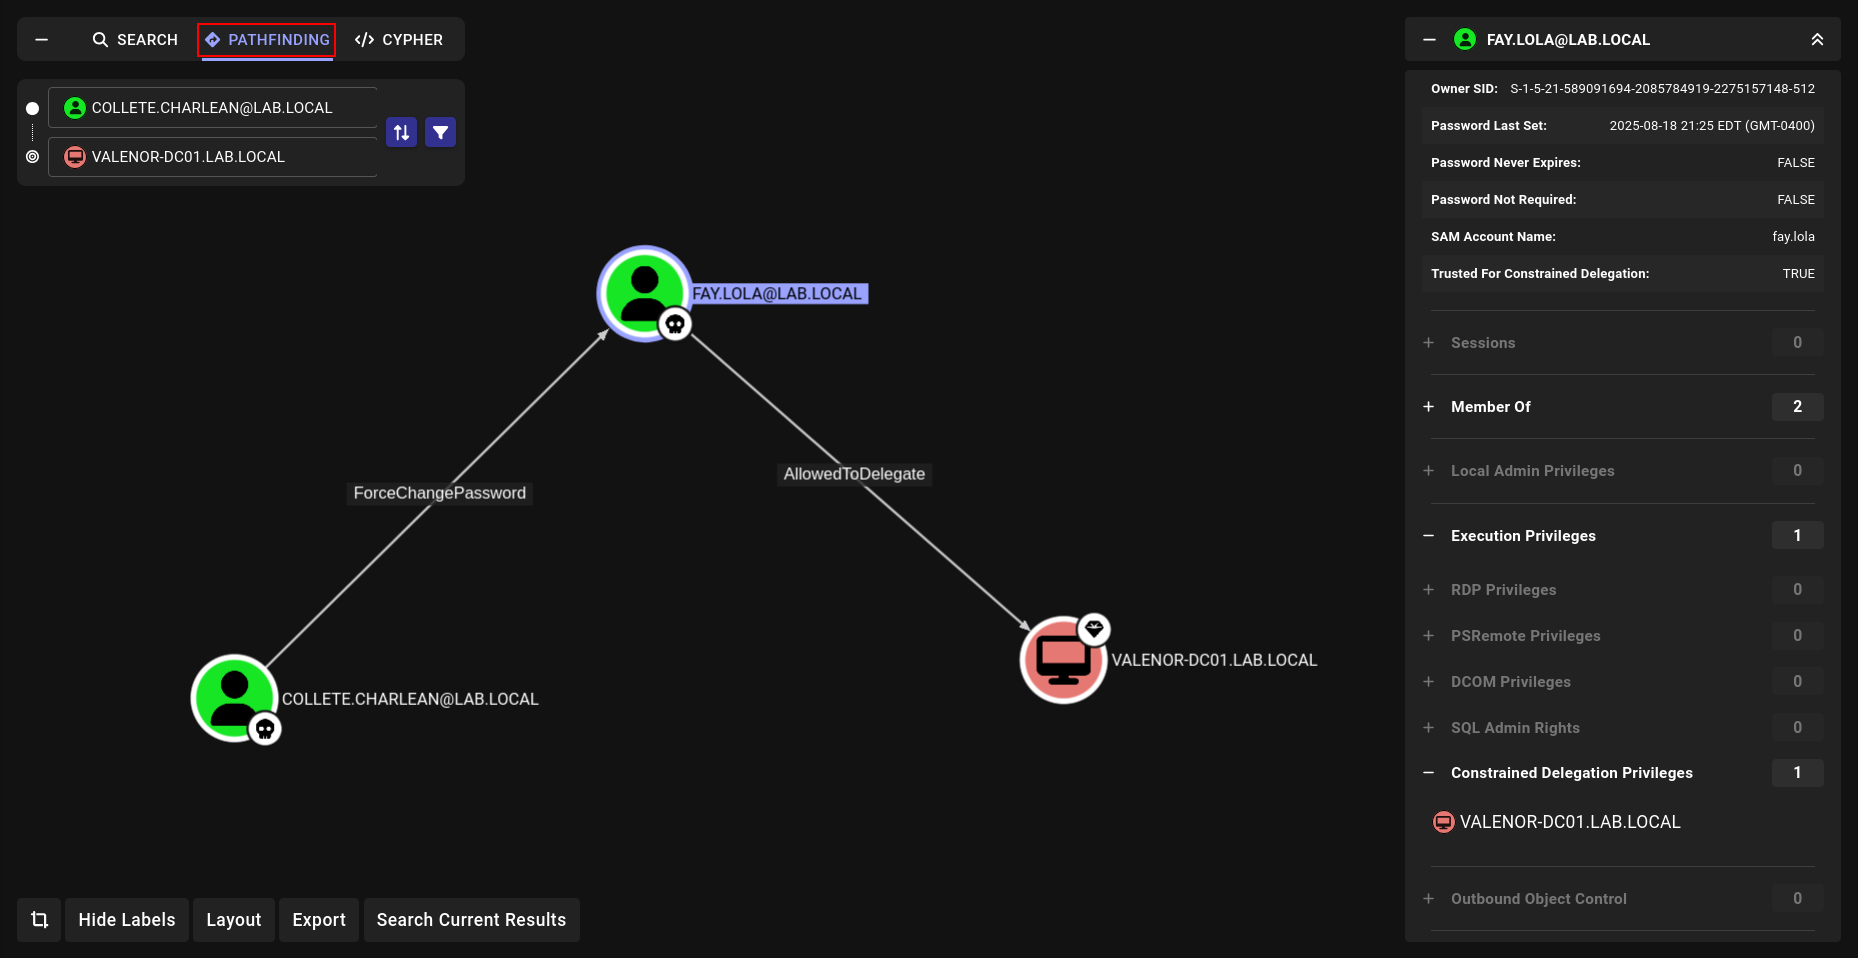 SEARCH
PATHFINDING
CYPHER
COLLETE.CHARLEAN@LAB.LOCAL
VALENOR-DC01.LAB.LOCAL
FAY.LOLA@LAB.LOCAL
ForceChangePassword
AllowedToDelegate
COLLETE.CHARLEAN@LAB.LOCAL
VALENOR-DC01.LAB.LOCAL
Hide Labels
Layout
Export
Search Current Results
FAY.LOLA@LAB.LOCAL
Owner SID: S-1-5-21-589091694-2085784919-2275157148-512
Password Last Set: 2025-08-18 21:25 EDT (GMT-0400)
Password Never Expires: FALSE
Password Not Required: FALSE
SAM Account Name: fay.lola
Trusted For Constrained Delegation: TRUE
Sessions 0
Member Of 2
Local Admin Privileges 0
Execution Privileges 1
RDP Privileges 0
PSRemote Privileges 0
DCOM Privileges 0
SQL Admin Rights 0
Constrained Delegation Privileges 1
VALENOR-DC01.LAB.LOCAL
Outbound Object Control 0